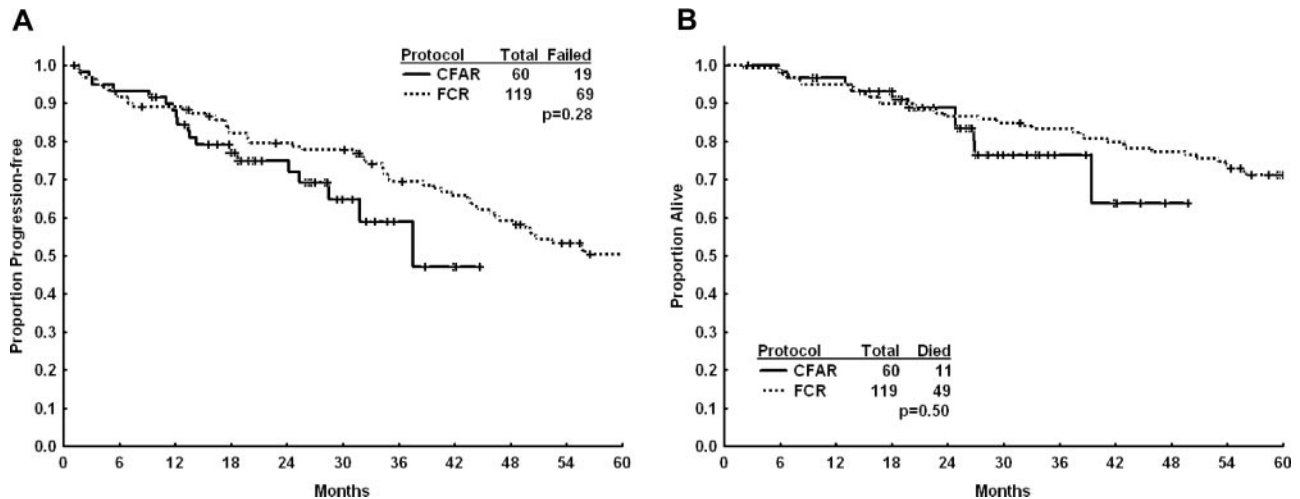 A
Protocol Total Failed
CFAR 60 19
FCR 119 69
p=0.28
Proportion Progression-free
1.0
0.9
0.8
0.7
0.6
0.5
0.4
0.3
0.2
0.1
0.0
0 6 12 18 24 30 36 42 48 54 60
Months
B
Proportion Alive
1.0
0.9
0.8
0.7
0.6
0.5
0.4
0.3
0.2
0.1
0.0
Protocol Total Died
CFAR 60 11
FCR 119 49
p=0.50
0 6 12 18 24 30 36 42 48 54 60
Months